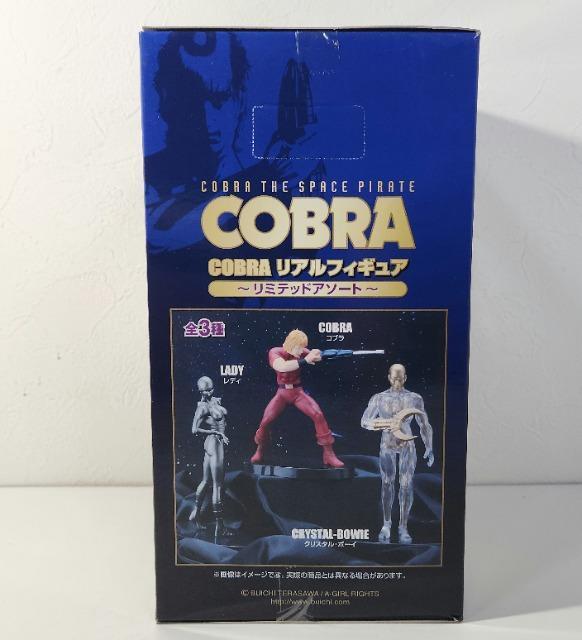 COBRA THE SPACE PIRATE
COBRA
COBRA リアルフィギュア
～リミテッドアソート～
全3種
COBRA
コブラ
LADY
レディ
CRYSTAL-BOWIE
クリスタル・ボーイ
※画像はイメージです、実際の商品とは異なる場合があります。
© BUICHI TERASAWA / A-GIRL RIGHTS
http://www.buichi.com